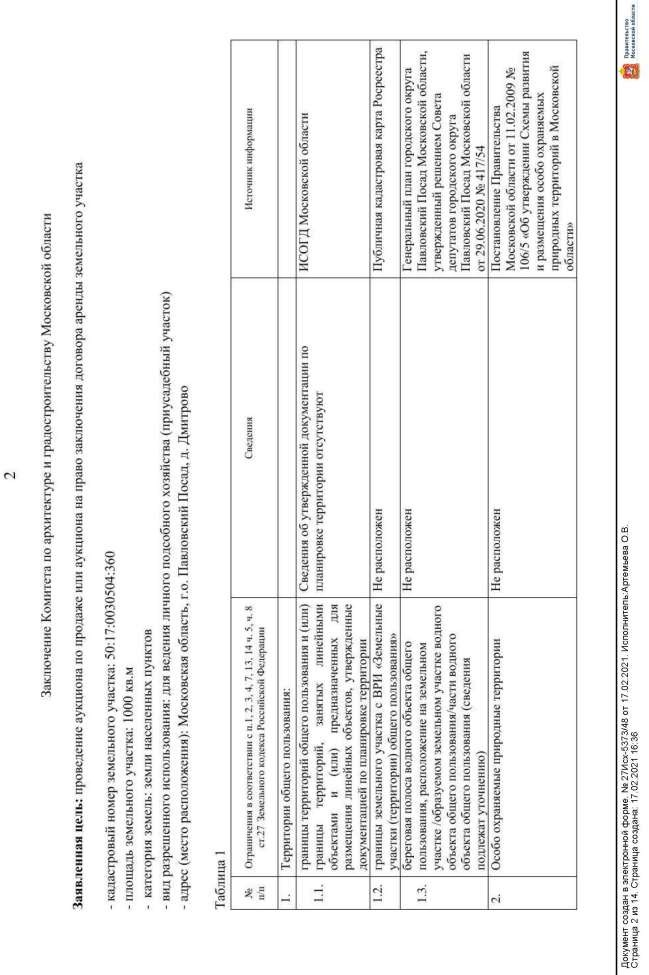 2
Заключение Комитета по архитектуре и градостроительству Московской области
Заявленная цель: проведение аукциона по продаже или аукциона на право заключения договора аренды земельного участка
- кадастровый номер земельного участка: 50:17:0030504:360
- площадь земельного участка: 1000 кв.м
- категория земель: земли населенных пунктов
- вид разрешенного использования: для ведения личного подсобного хозяйства (приусадебный участок)
- адрес (место расположения): Московская область, г.о. Павловский Посад, д. Дмитрово
Таблица 1
№
п/п
Ограничения в соответствии с п.1, 2, 3, 4, 7, 13, 14 ч. 5, ч. 8
ст.27 Земельного кодекса Российской Федерации
Сведения
Источник информации
1.
Территории общего пользования:
1.1.
границы территорий общего пользования и (или)
границы территорий, занятых линейными
объектами и (или) предназначенных для
размещения линейных объектов, утвержденные
документацией по планировке территории
Сведения об утвержденной документации по
планировке территории отсутствуют
ИСОГД Московской области
1.2.
границы земельного участка с ВРИ «Земельные
участки (территории) общего пользования»
Не расположен
Публичная кадастровая карта Росреестра
1.3.
береговая полоса водного объекта общего
пользования, расположение на земельном
участке /образуемом земельном участке водного
объекта общего пользования/части водного
объекта общего пользования (сведения
подлежат уточнению)
Не расположен
Генеральный план городского округа
Павловский Посад Московской области,
утвержденный решением Совета
депутатов городского округа
Павловский Посад Московской области
от 29.06.2020 № 417/54
2.
Особо охраняемые природные территории
Не расположен
Постановление Правительства
Московской области от 11.02.2009 №
106/5 «Об утверждении Схемы развития
и размещения особо охраняемых
природных территорий в Московской
области»
Документ создан в электронной форме. № 27Исх-5373/48 от 17.02.2021. Исполнитель:Артемьева О.В.
Страница 2 из 14. Страница создана: 17.02.2021 16:36
Правительство
Московской области